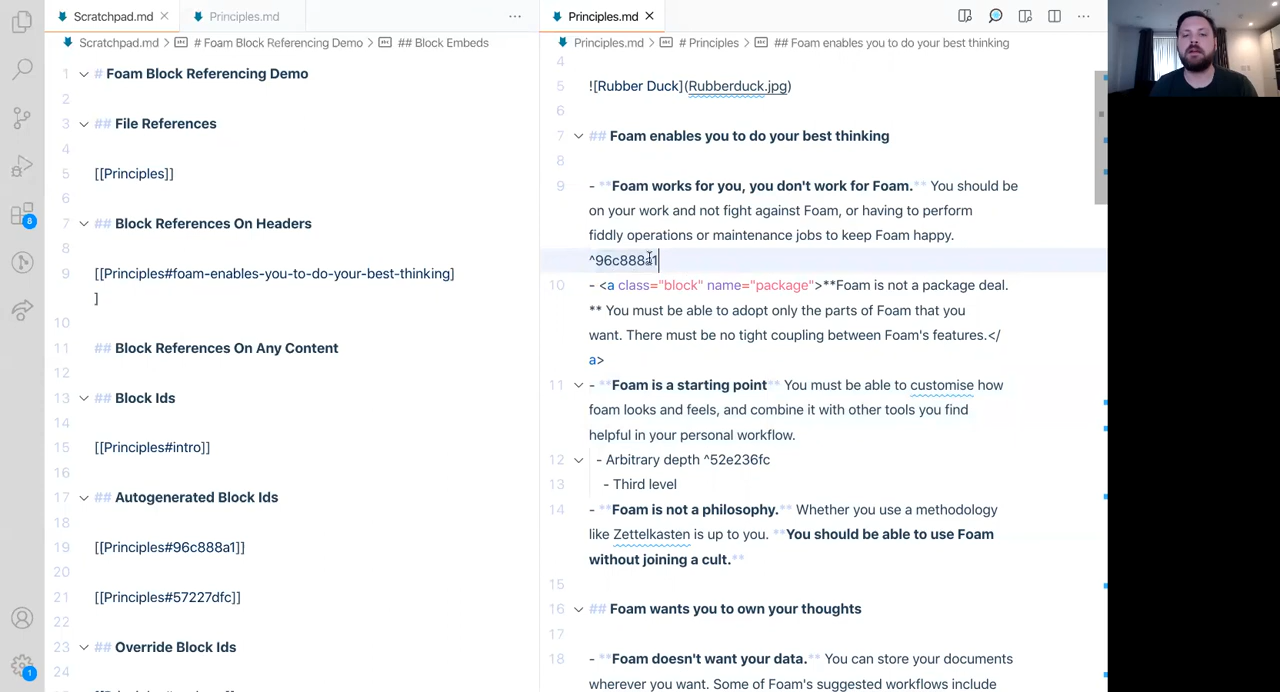 Scratchpad.md
Principles.md
Scratchpad.md > # Foam Block Referencing Demo > ## Block Embeds
1 # Foam Block Referencing Demo
2
3 ## File References
4
5 [[Principles]]
6
7 ## Block References On Headers
8
9 [[Principles#foam-enables-you-to-do-your-best-thinking]
]
10
11 ## Block References On Any Content
12
13 ## Block Ids
14
15 [[Principles#intro]]
16
17 ## Autogenerated Block Ids
18
19 [[Principles#96c888a1]]
20
21 [[Principles#57227dfc]]
22
23 ## Override Block Ids
24
8
1
Principles.md
Principles.md > # Principles > ## Foam enables you to do your best thinking
4
5 ![Rubber Duck](Rubberduck.jpg)
6
7 ## Foam enables you to do your best thinking
8
9 - **Foam works for you, you don't work for Foam.** You should be
on your work and not fight against Foam, or having to perform
fiddly operations or maintenance jobs to keep Foam happy.
^96c888a1
10 - <a class="block" name="package">**Foam is not a package deal.
** You must be able to adopt only the parts of Foam that you
want. There must be no tight coupling between Foam's features.</
a>
11 - **Foam is a starting point** You must be able to customise how
foam looks and feels, and combine it with other tools you find
helpful in your personal workflow.
12 - Arbitrary depth ^52e236fc
13 - Third level
14 - **Foam is not a philosophy.** Whether you use a methodology
like Zettelkasten is up to you. **You should be able to use Foam
without joining a cult.**
15
16 ## Foam wants you to own your thoughts
17
18 - **Foam doesn't want your data.** You can store your documents
wherever you want. Some of Foam's suggested workflows include